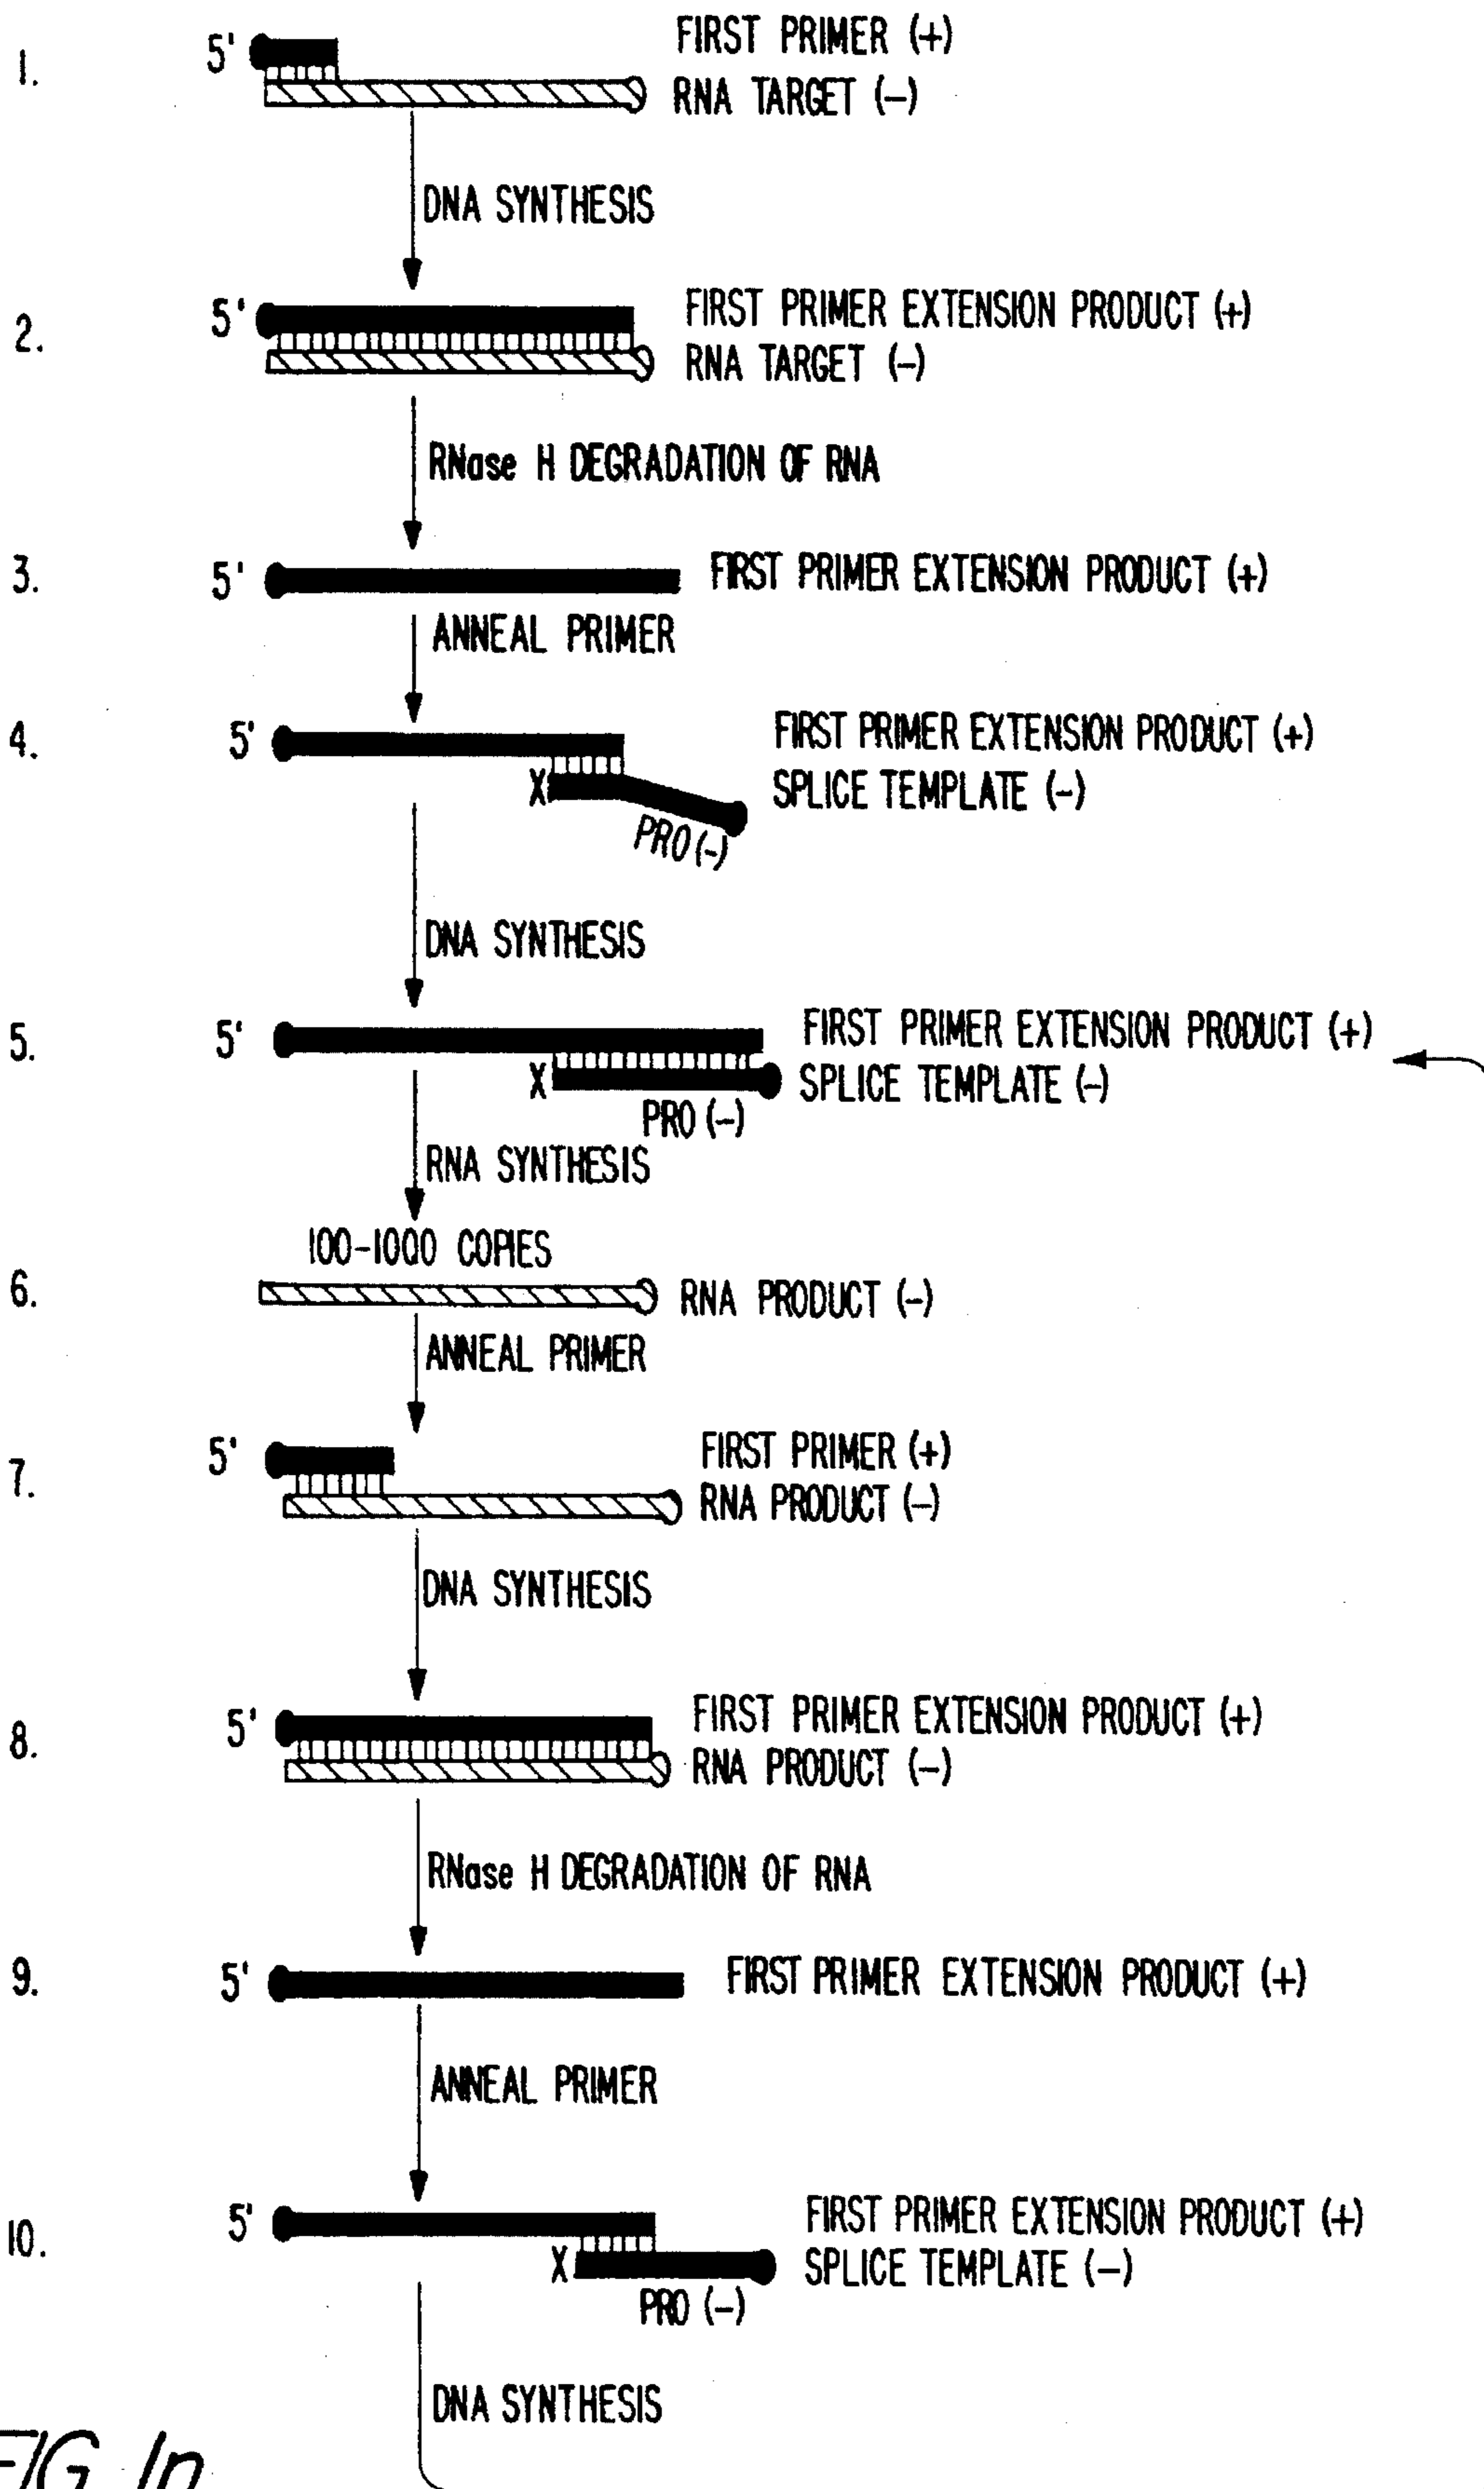 1.
5'
FIRST PRIMER (+)
RNA TARGET (-)
DNA SYNTHESIS
2.
5'
FIRST PRIMER EXTENSION PRODUCT (+)
RNA TARGET (-)
RNase H DEGRADATION OF RNA
3.
5'
FIRST PRIMER EXTENSION PRODUCT (+)
ANNEAL PRIMER
4.
5'
FIRST PRIMER EXTENSION PRODUCT (+)
X
SPLICE TEMPLATE (-)
PRO (-)
DNA SYNTHESIS
5.
5'
FIRST PRIMER EXTENSION PRODUCT (+)
X
SPLICE TEMPLATE (-)
PRO (-)
RNA SYNTHESIS
100-1000 COPIES
6.
RNA PRODUCT (-)
ANNEAL PRIMER
7.
5'
FIRST PRIMER (+)
RNA PRODUCT (-)
DNA SYNTHESIS
8.
5'
FIRST PRIMER EXTENSION PRODUCT (+)
RNA PRODUCT (-)
RNase H DEGRADATION OF RNA
9.
5'
FIRST PRIMER EXTENSION PRODUCT (+)
ANNEAL PRIMER
10.
5'
FIRST PRIMER EXTENSION PRODUCT (+)
X
SPLICE TEMPLATE (-)
PRO (-)
DNA SYNTHESIS